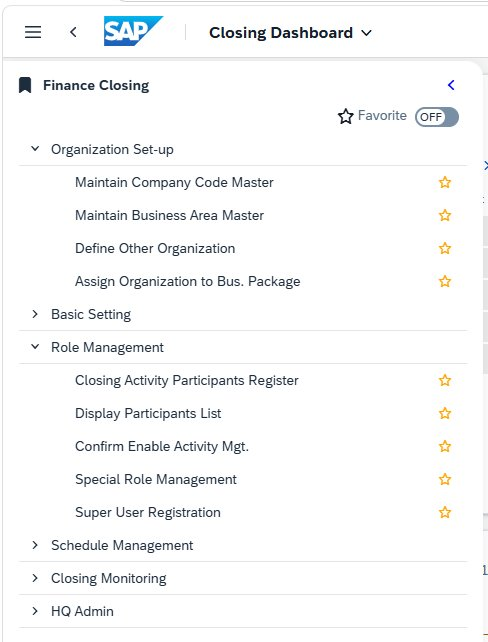 SAP Closing Dashboard
Finance Closing
Favorite OFF
Organization Set-up
Maintain Company Code Master
Maintain Business Area Master
Define Other Organization
Assign Organization to Bus. Package
Basic Setting
Role Management
Closing Activity Participants Register
Display Participants List
Confirm Enable Activity Mgt.
Special Role Management
Super User Registration
Schedule Management
Closing Monitoring
HQ Admin